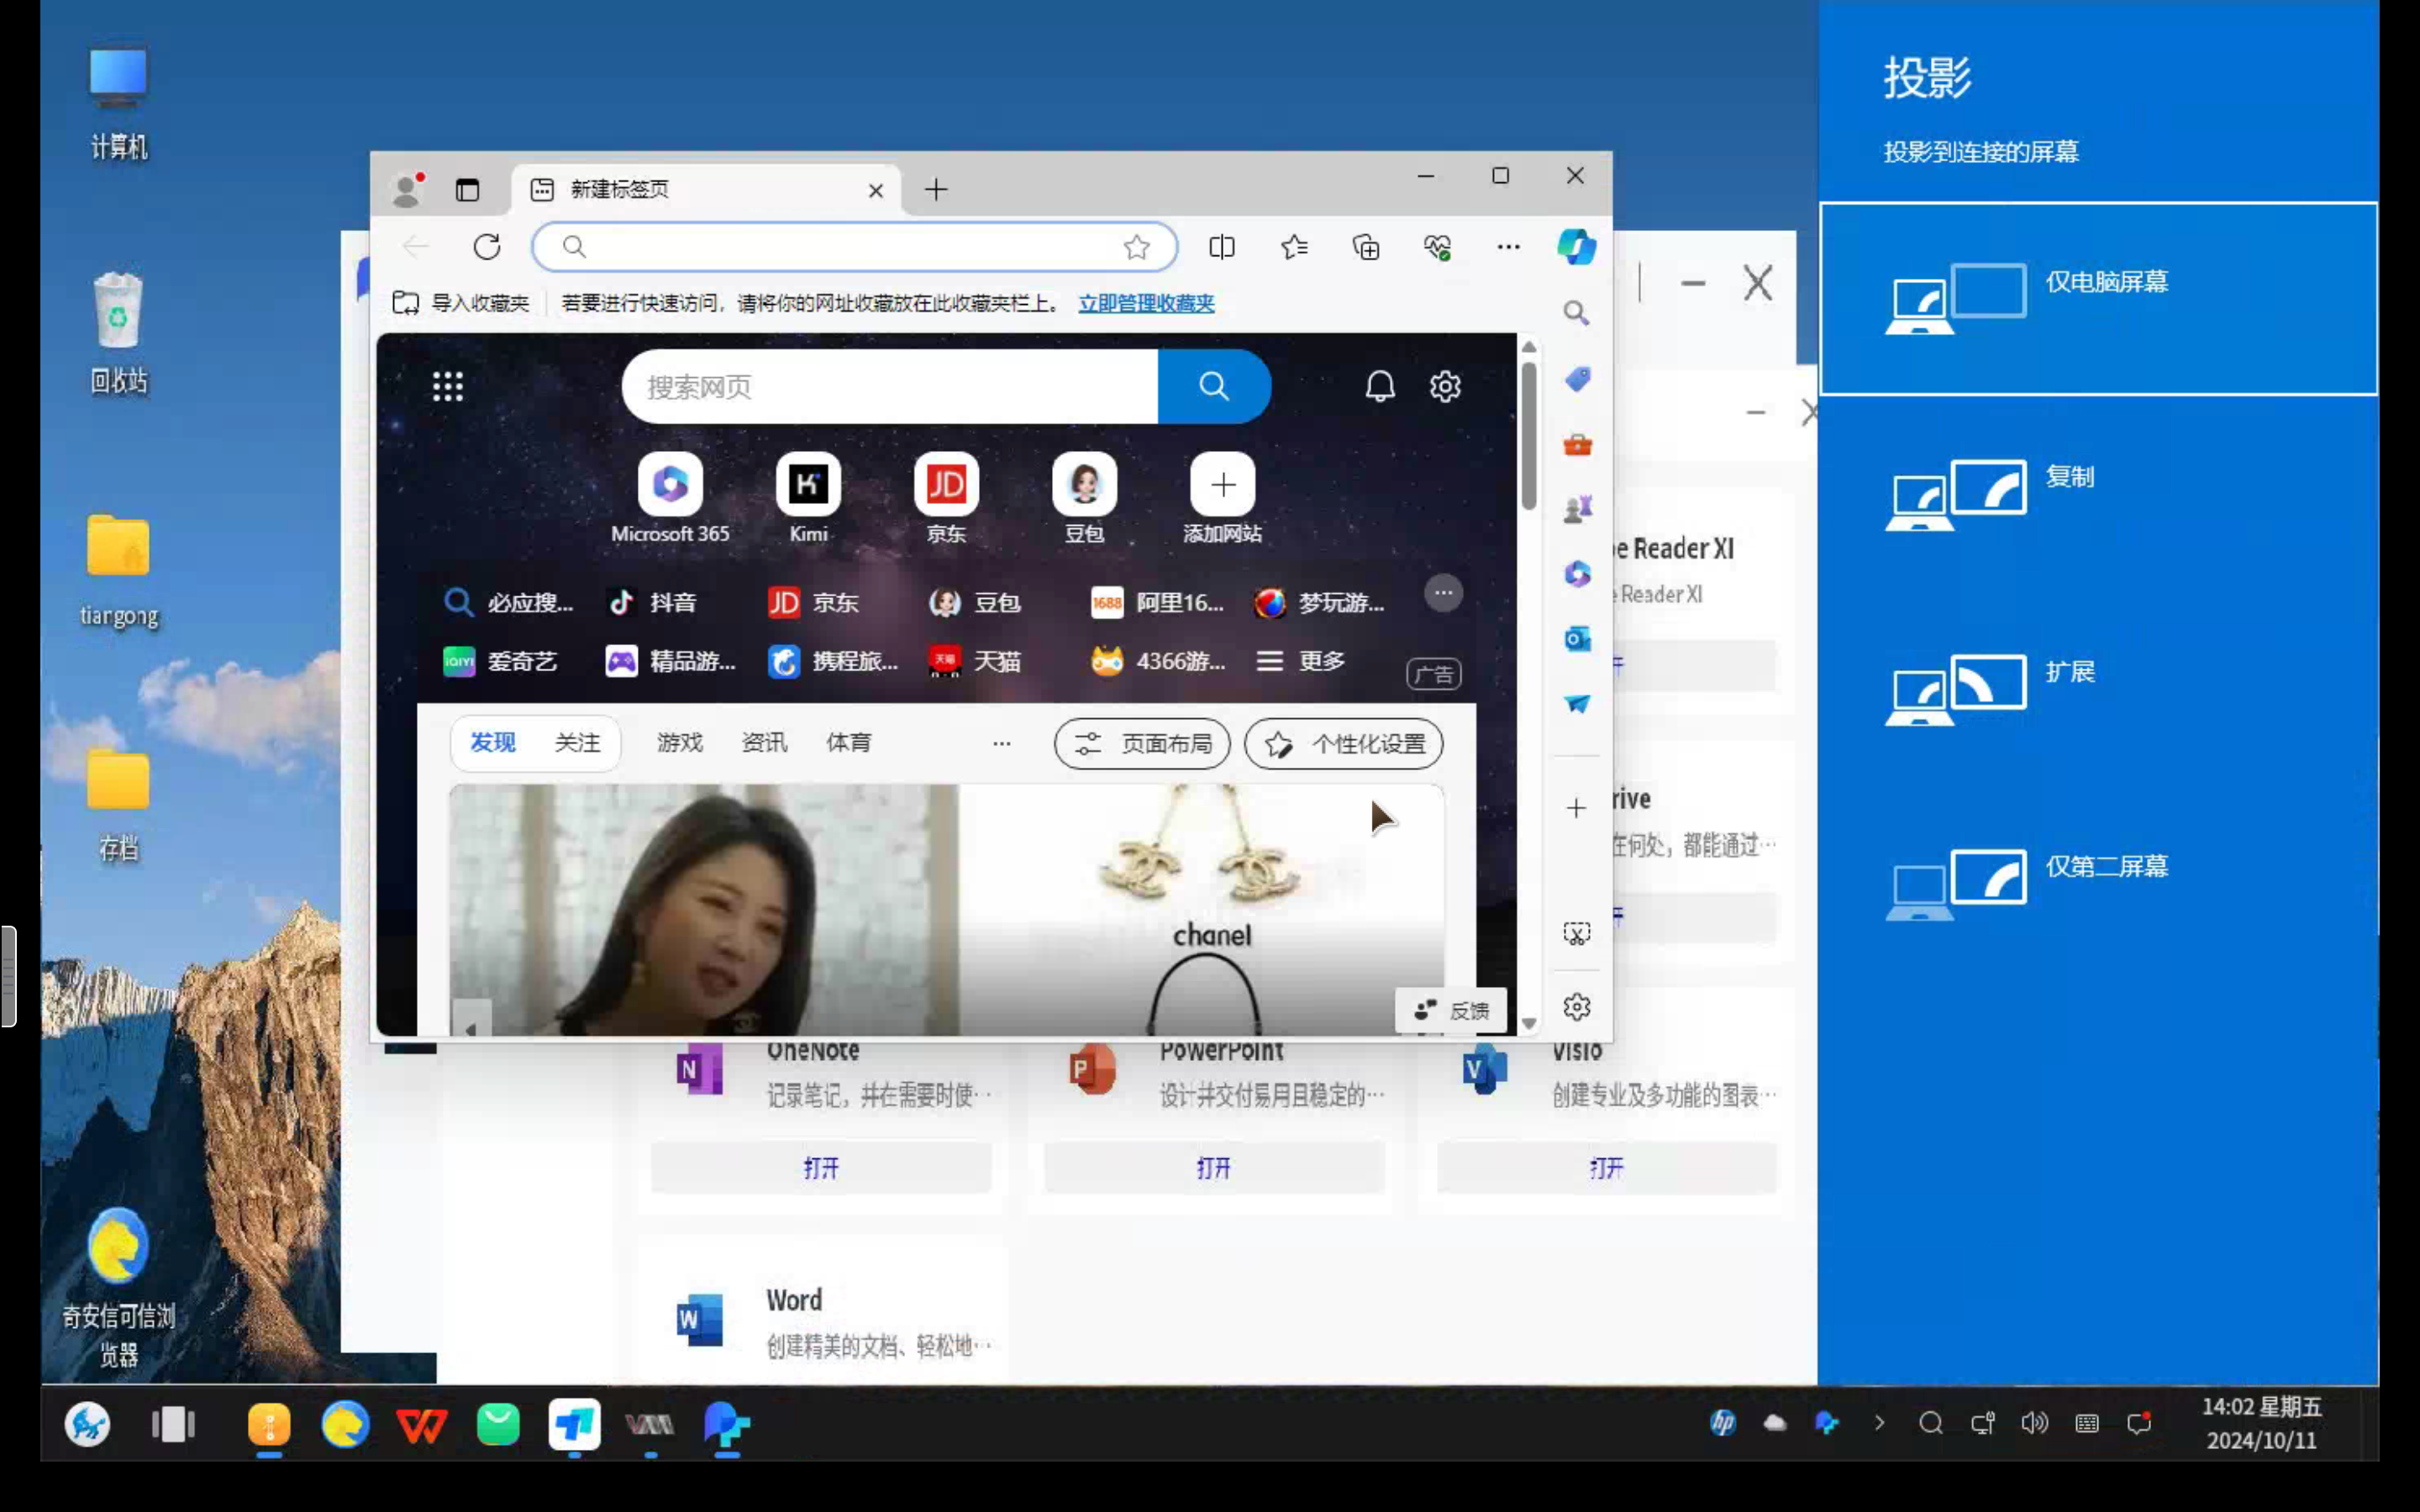 计算机
回收站
tiangong
存档
奇安信可信浏
览器
新建标签页
导入收藏夹
若要进行快速访问，请将你的网址收藏放在此收藏夹栏上。 立即管理收藏夹
搜索网页
Microsoft 365
Kimi
京东
豆包
添加网站
必应搜...
抖音
JD 京东
豆包
1688 阿里16...
梦玩游...
爱奇艺
精品游...
携程旅...
天猫 天猫
4366游...
更多
广告
发现
关注
游戏
资讯
体育
页面布局
个性化设置
chanel
反馈
e Reader XI
Reader XI
rive
在何处，都能通过…
OneNote
记录笔记，并在需要时使…
打开
PowerPoint
设计并交付易用且稳定的…
打开
Visio
创建专业及多功能的图表…
打开
Word
创建精美的文档、轻松地…
投影
投影到连接的屏幕
仅电脑屏幕
复制
扩展
仅第二屏幕
hp
14:02 星期五
2024/10/11